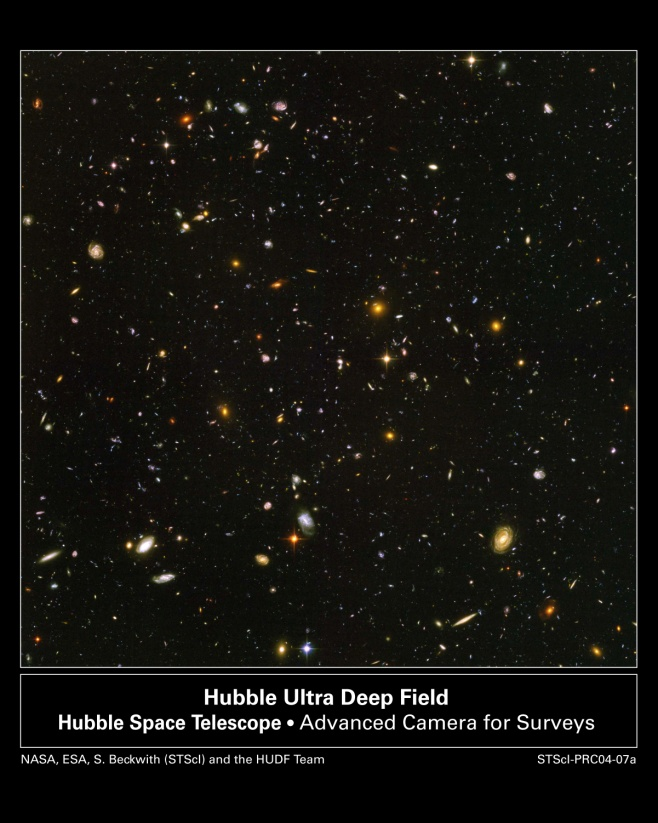 Hubble Ultra Deep Field
Hubble Space Telescope • Advanced Camera for Surveys
NASA, ESA, S. Beckwith (STScI) and the HUDF Team
STScI-PRC04-07a